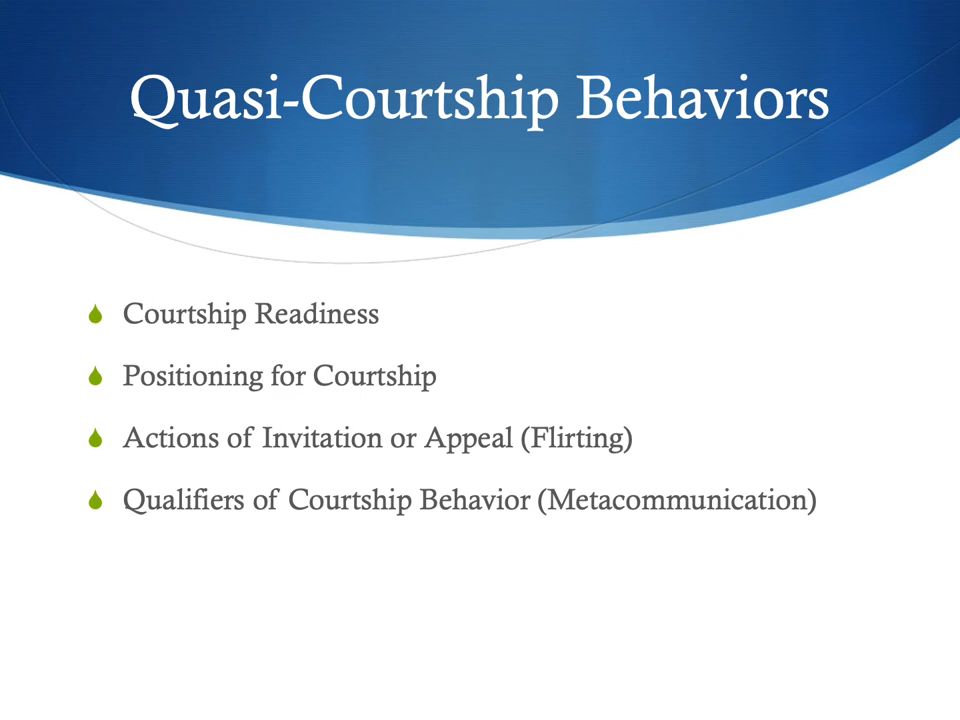 Quasi-Courtship Behaviors
Courtship Readiness
Positioning for Courtship
Actions of Invitation or Appeal (Flirting)
Qualifiers of Courtship Behavior (Metacommunication)